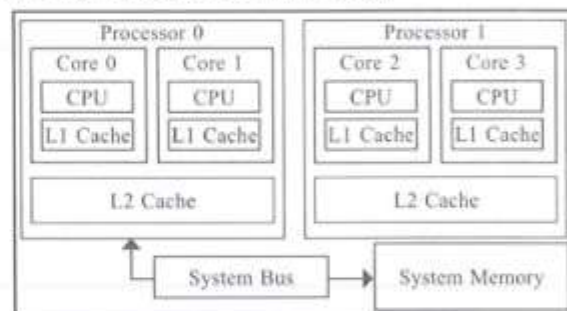 Processor 0
Processor 1
Core 0
Core 1
Core 2
Core 3
CPU
CPU
CPU
CPU
L1 Cache
L1 Cache
L1 Cache
L1 Cache
L2 Cache
L2 Cache
System Bus
System Memory